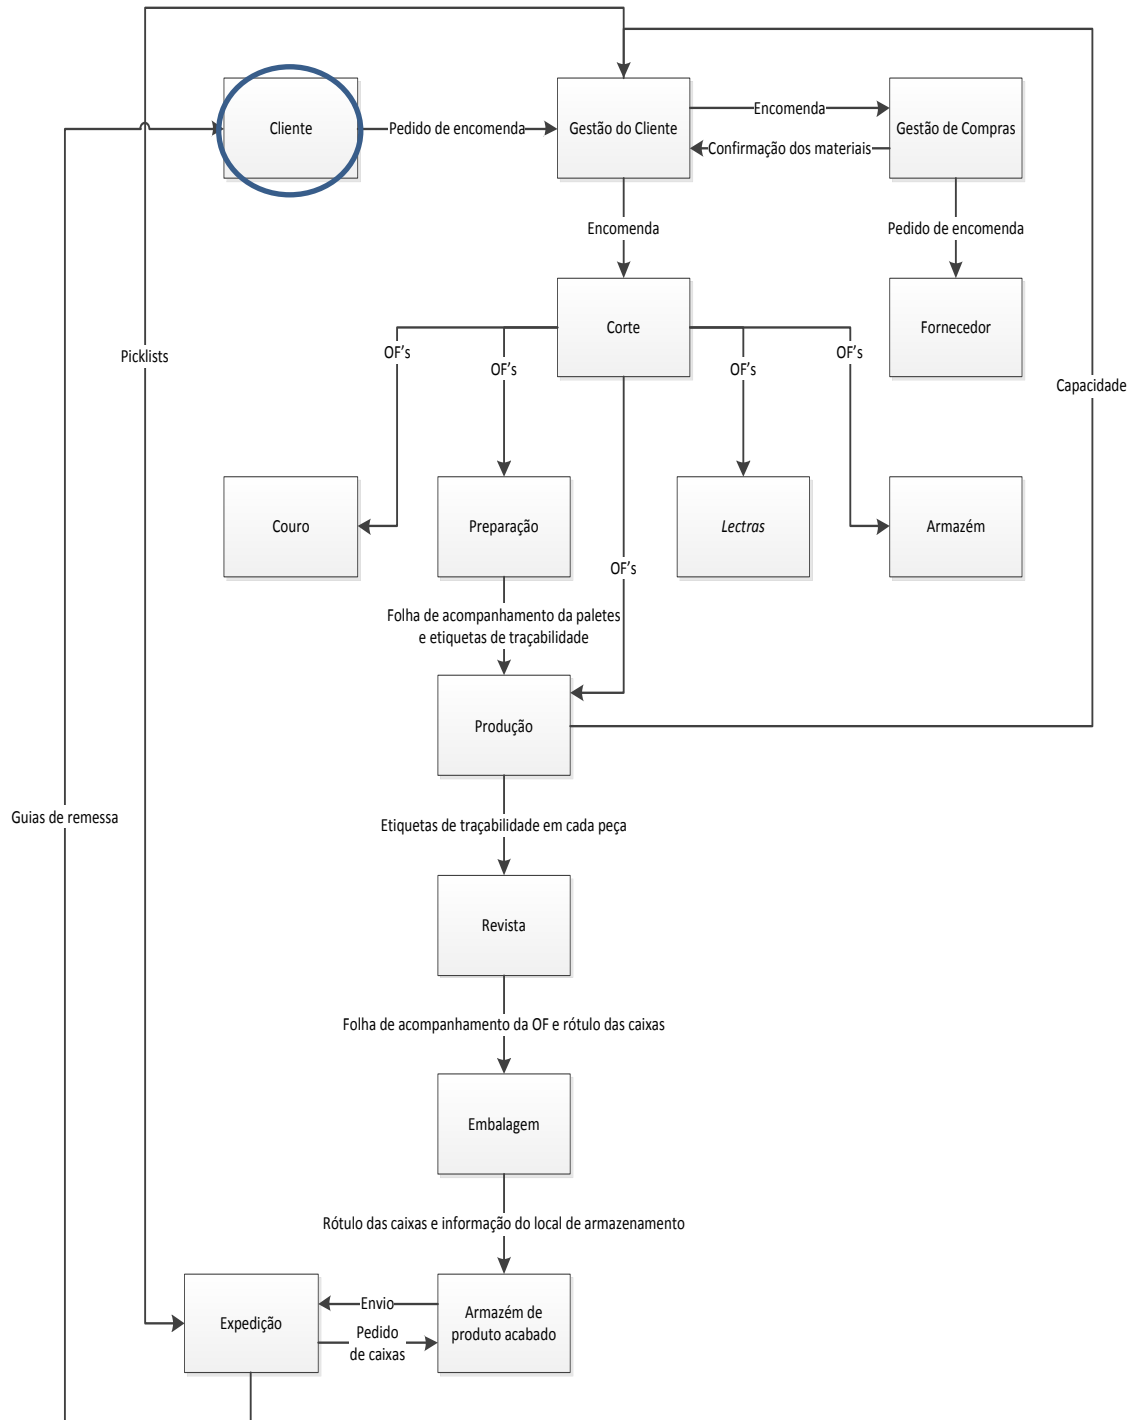 Cliente
Pedido de encomenda
Gestão do Cliente
Encomenda
Confirmação dos materiais
Gestão de Compras
Encomenda
Pedido de encomenda
Corte
Fornecedor
Picklists
OF's
OF's
OF's
OF's
Capacidade
Couro
Preparação
Lectras
Armazém
OF's
Folha de acompanhamento da paletes
e etiquetas de traçabilidade
Produção
Guias de remessa
Etiquetas de traçabilidade em cada peça
Revista
Folha de acompanhamento da OF e rótulo das caixas
Embalagem
Rótulo das caixas e informação do local de armazenamento
Expedição
Envio
Pedido
de caixas
Armazém de
produto acabado